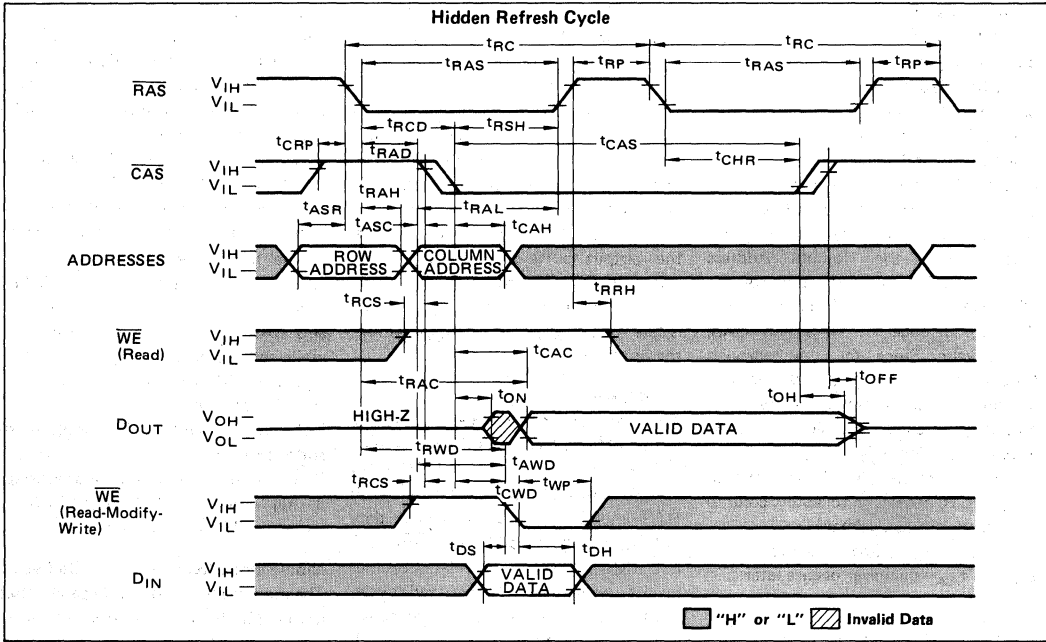 Hidden Refresh Cycle
tRC
tRC
tRAS
tRP
tRAS
tRP
RAS
VIH
VIL
tRCD
tRSH
tCRP
tRAD
tCAS
tCHR
CAS
VIH
VIL
tRAH
tRAL
tASR
tASC
tCAH
ADDRESSES
VIH
VIL
ROW ADDRESS
COLUMN ADDRESS
tRCS
tRRH
WE
(Read)
VIH
VIL
tCAC
tRAC
tOFF
tON
tOH
DOUT
VOH
VOL
HIGH-Z
VALID DATA
tRWD
tAWD
tRCS
tCWD
tWP
WE
(Read-Modify-
Write)
VIH
VIL
tDS
tDH
DIN
VIH
VIL
VALID
DATA
"H" or "L"
Invalid Data